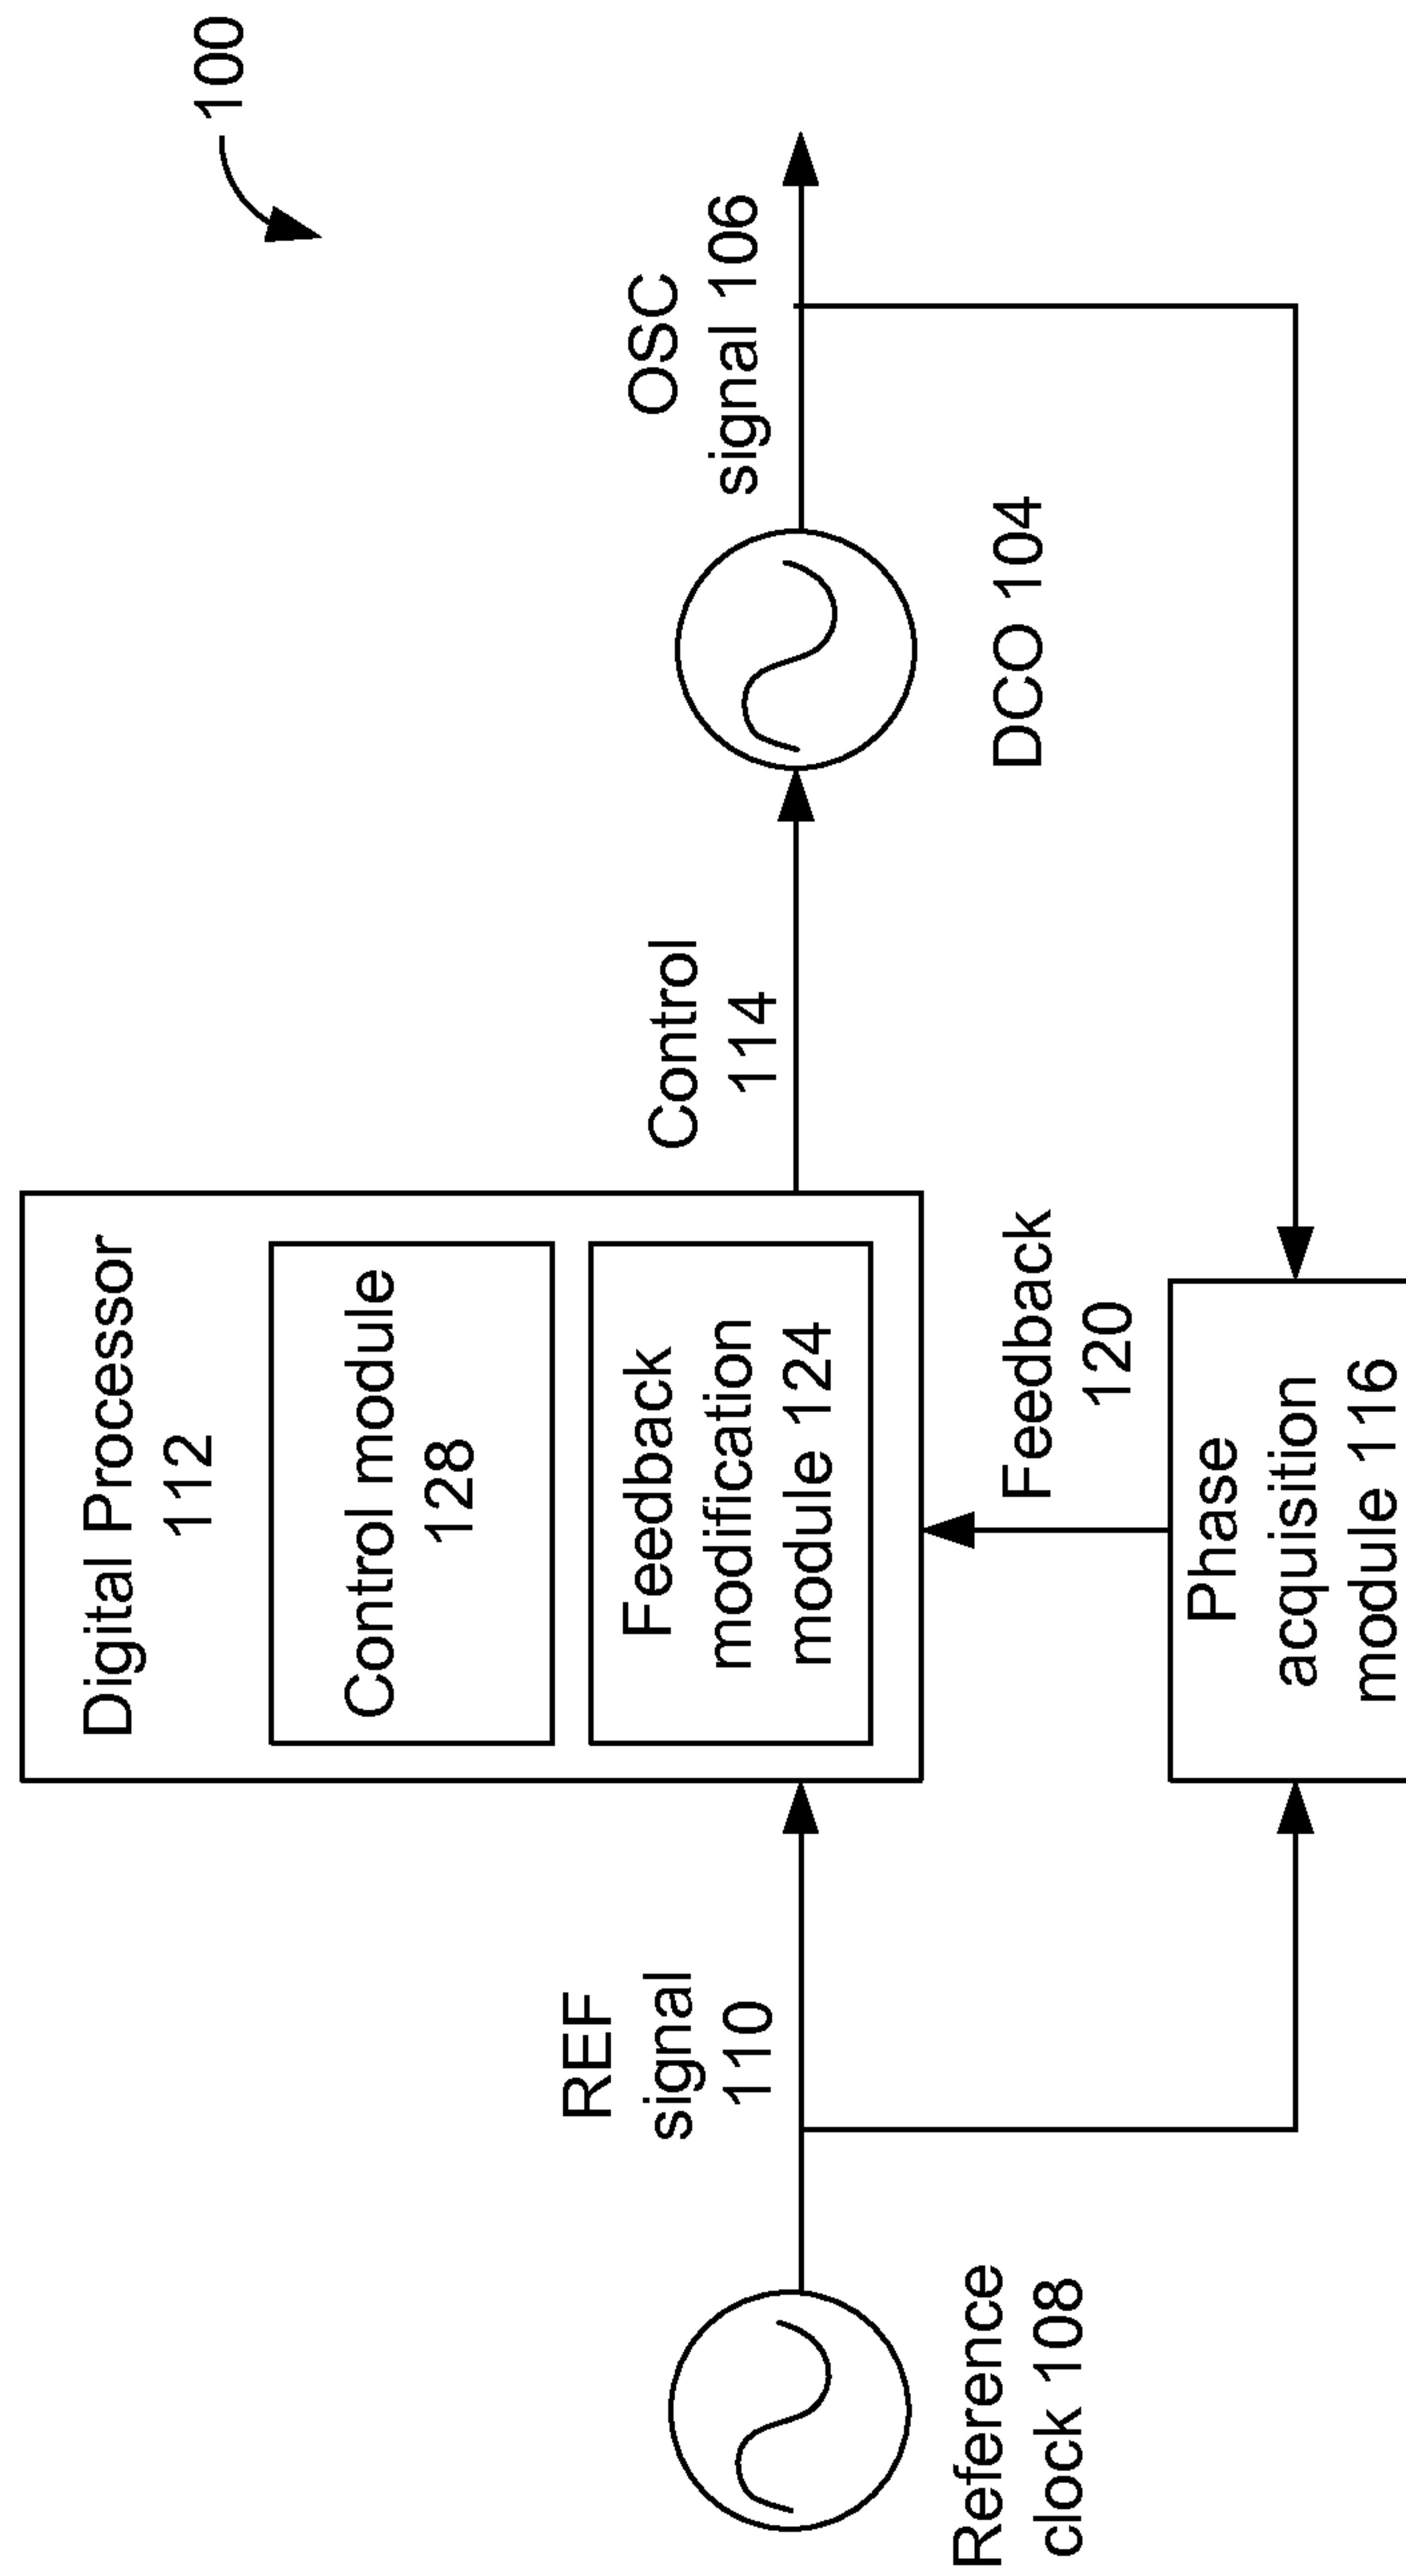 100
Digital Processor
112
Control module
128
Feedback
modification
module 124
REF
signal
110
Control
114
OSC
signal 106
Reference
clock 108
DCO 104
Feedback
120
Phase
acquisition
module 116